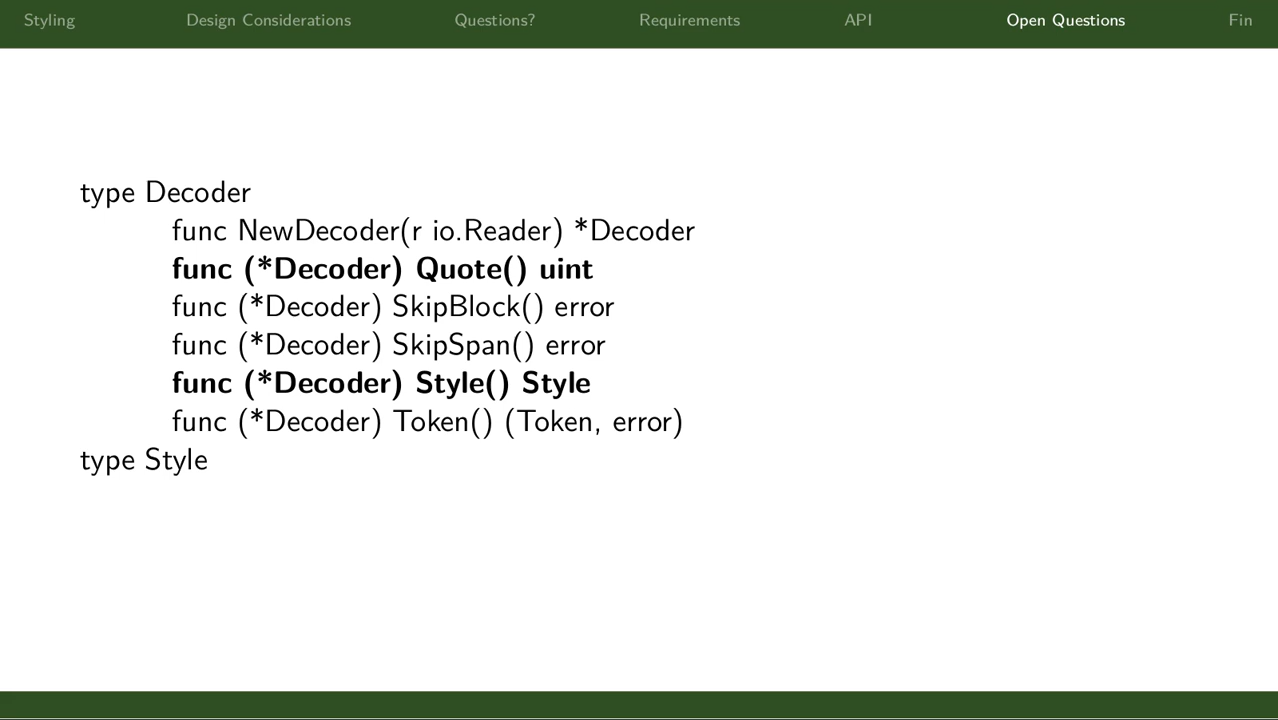 Styling Design Considerations Questions? Requirements API Open Questions Fin
type Decoder
func NewDecoder(r io.Reader) *Decoder
func (*Decoder) Quote() uint
func (*Decoder) SkipBlock() error
func (*Decoder) SkipSpan() error
func (*Decoder) Style() Style
func (*Decoder) Token() (Token, error)
type Style